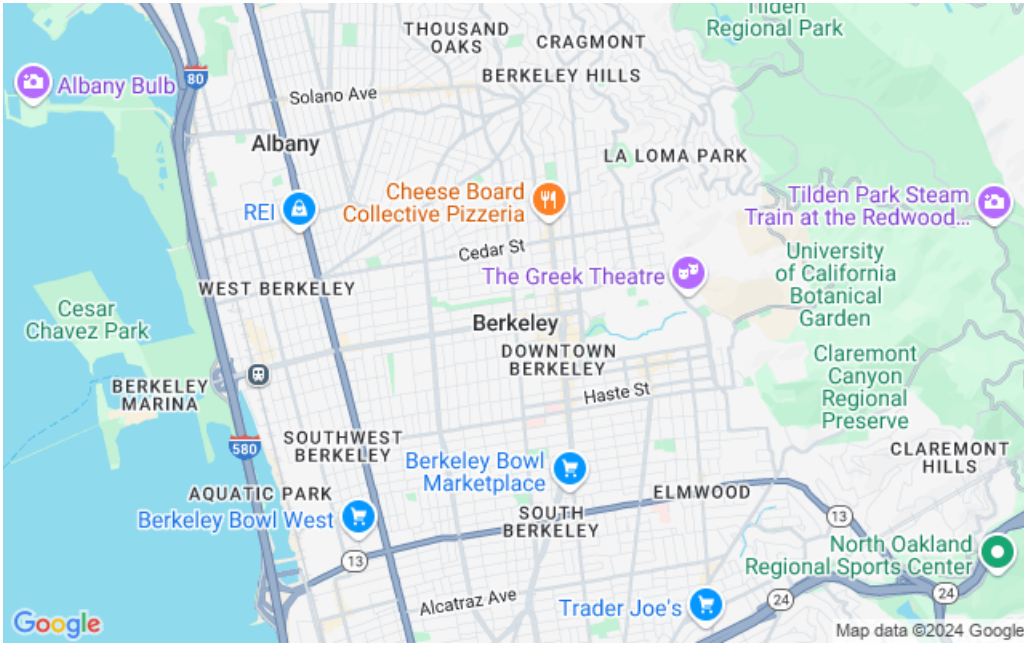 Tilden
Regional Park
THOUSAND
OAKS
CRAGMONT
BERKELEY HILLS
80
Albany Bulb
Solano Ave
Albany
LA LOMA PARK
Cheese Board
Collective Pizzeria
REI
Tilden Park Steam
Train at the Redwood...
Cedar St
The Greek Theatre
University
of California
Botanical
Garden
WEST BERKELEY
Cesar
Chavez Park
Berkeley
DOWNTOWN
BERKELEY
Claremont
Canyon
Regional
Preserve
BERKELEY
MARINA
Haste St
580
SOUTHWEST
BERKELEY
CLAREMONT
HILLS
Berkeley Bowl
Marketplace
AQUATIC PARK
ELMWOOD
Berkeley Bowl West
SOUTH
BERKELEY
13
13
North Oakland
Regional Sports Center
Alcatraz Ave
Trader Joe's
24
24
Google
Map data ©2024 Google